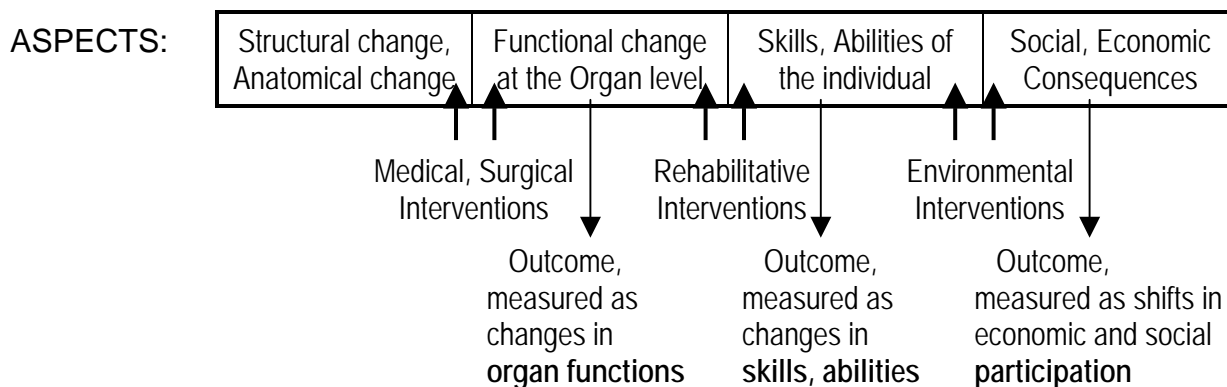 ASPECTS:
Structural change,
Anatomical change
Functional change
at the Organ level
Skills, Abilities of
the individual
Social, Economic
Consequences
Medical, Surgical
Interventions
Rehabilitative
Interventions
Environmental
Interventions
Outcome,
measured as
changes in
organ functions
Outcome,
measured as
changes in
skills, abilities
Outcome,
measured as shifts in
economic and social
participation